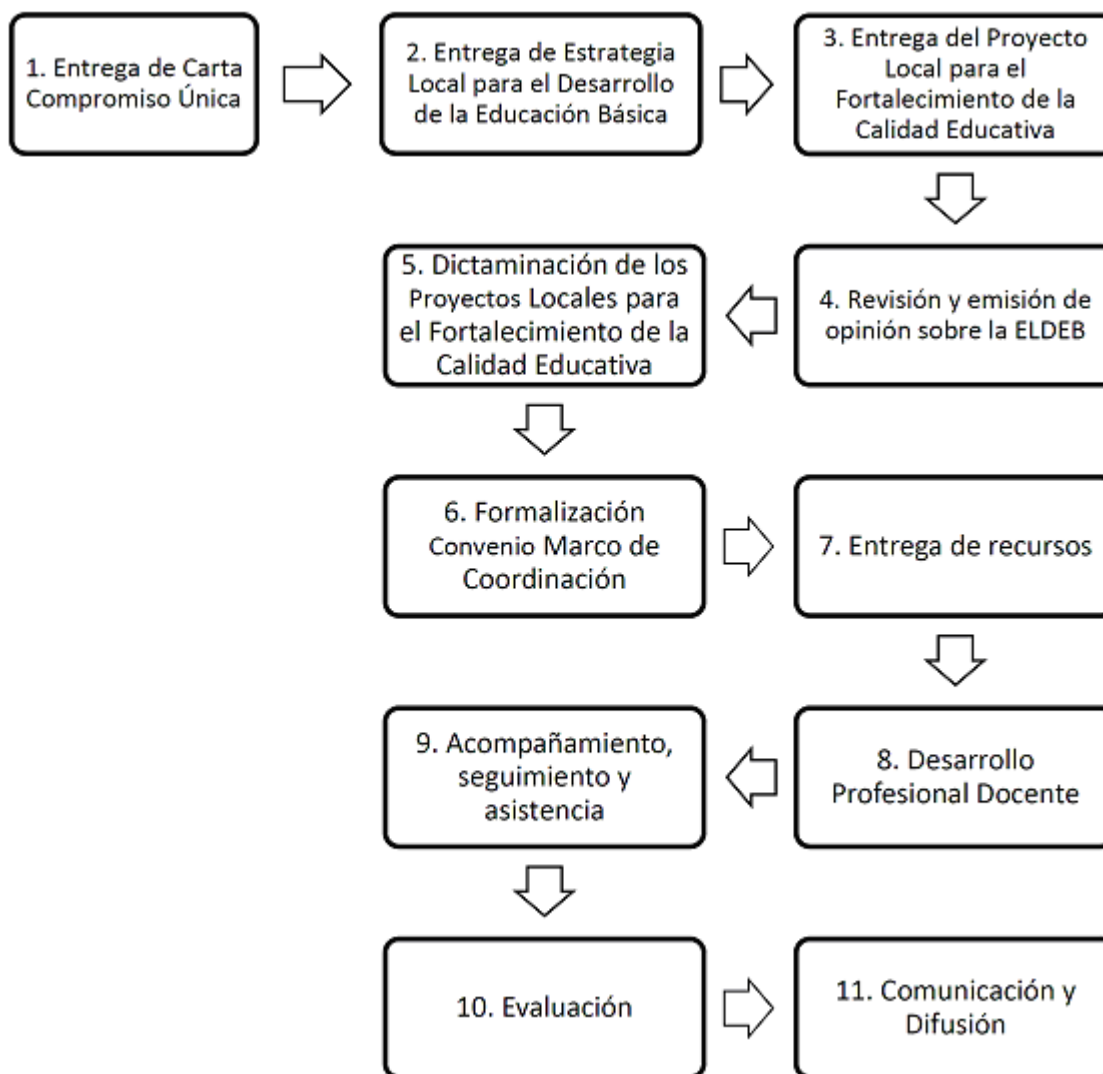 1. Entrega de Carta
Compromiso Única
2. Entrega de Estrategia
Local para el Desarrollo
de la Educación Básica
3. Entrega del Proyecto
Local para el
Fortalecimiento de la
Calidad Educativa
4. Revisión y emisión de
opinión sobre la ELDEB
5. Dictaminación de los
Proyectos Locales para
el Fortalecimiento de la
Calidad Educativa
6. Formalización
Convenio Marco de
Coordinación
7. Entrega de recursos
8. Desarrollo
Profesional Docente
9. Acompañamiento,
seguimiento y
asistencia
10. Evaluación
11. Comunicación y
Difusión